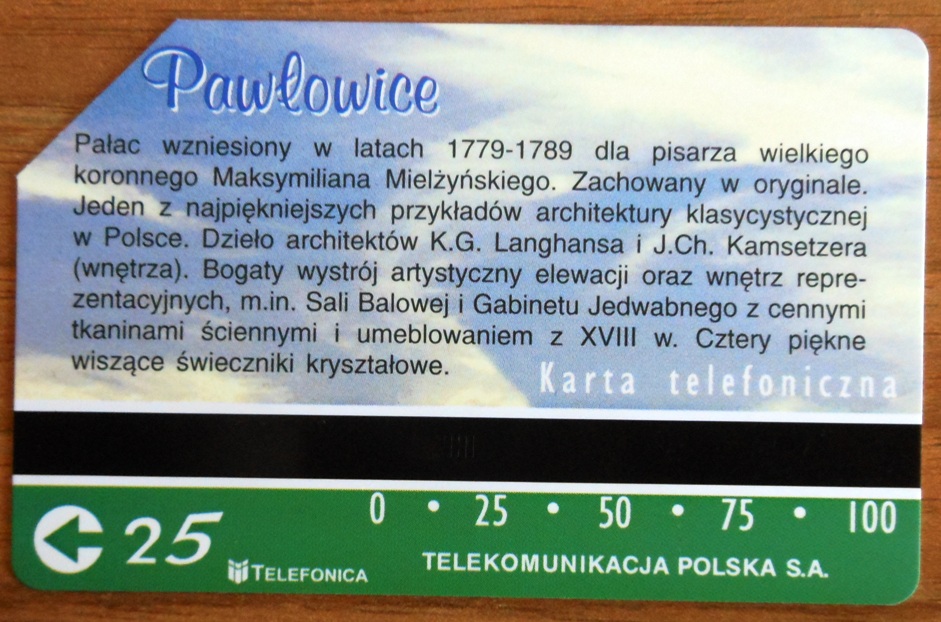 Pawłowice
Pałac wzniesiony w latach 1779-1789 dla pisarza wielkiego
koronnego Maksymiliana Mielżyńskiego. Zachowany w oryginale.
Jeden z najpiękniejszych przykładów architektury klasycystycznej
w Polsce. Dzieło architektów K.G. Langhansa i J.Ch. Kamsetzera
(wnętrza). Bogaty wystrój artystyczny elewacji oraz wnętrz repre-
zentacyjnych, m.in. Sali Balowej i Gabinetu Jedwabnego z cennymi
tkaninami ściennymi i umeblowaniem z XVIII w. Cztery piękne
wiszące świeczniki kryształowe.
Karta telefoniczna
0 • 25 • 50 • 75 • 100
25
TELEFONICA
TELEKOMUNIKACJA POLSKA S.A.